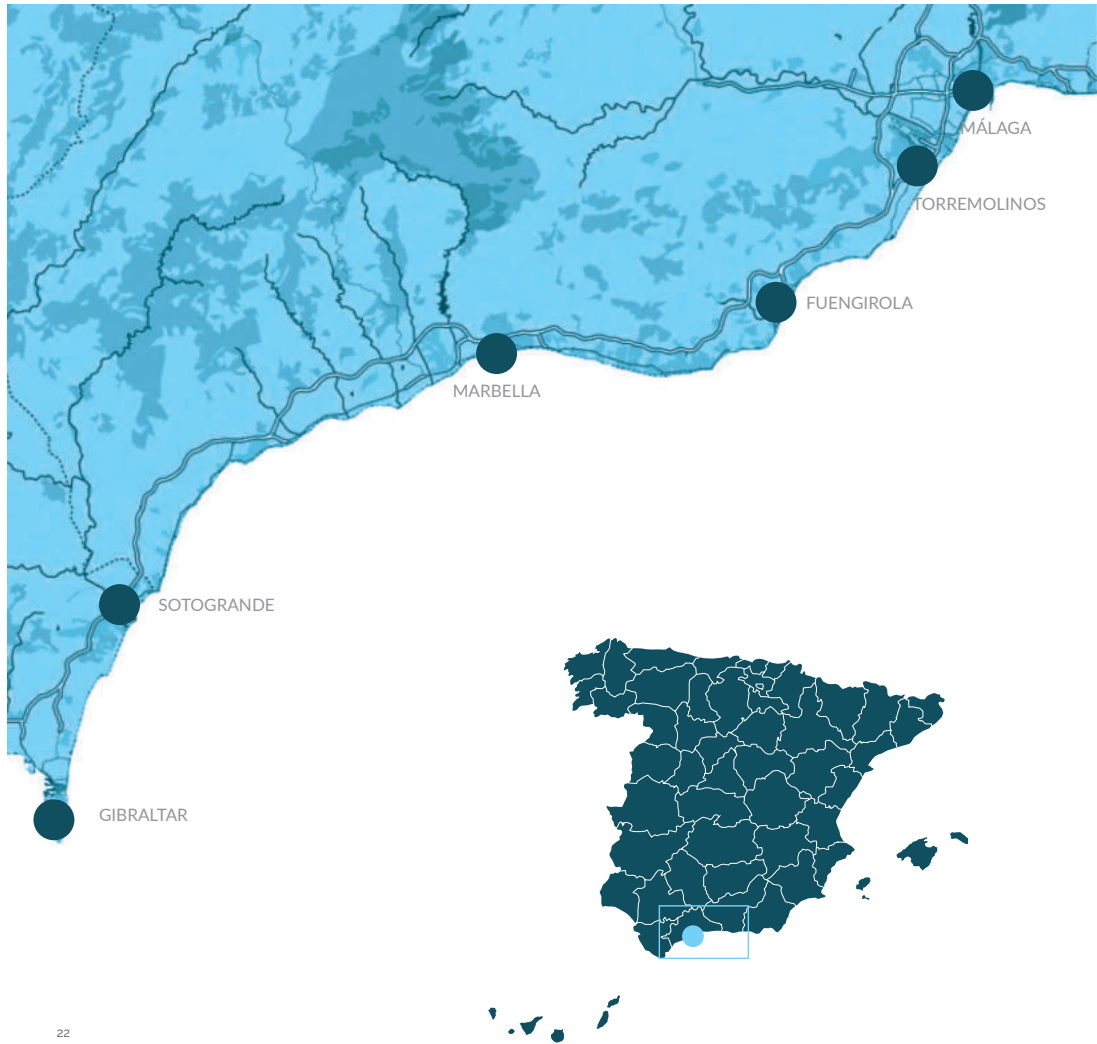 MÁLAGA
TORREMOLINOS
FUENGIROLA
MARBELLA
SOTOGRANDE
GIBRALTAR
22